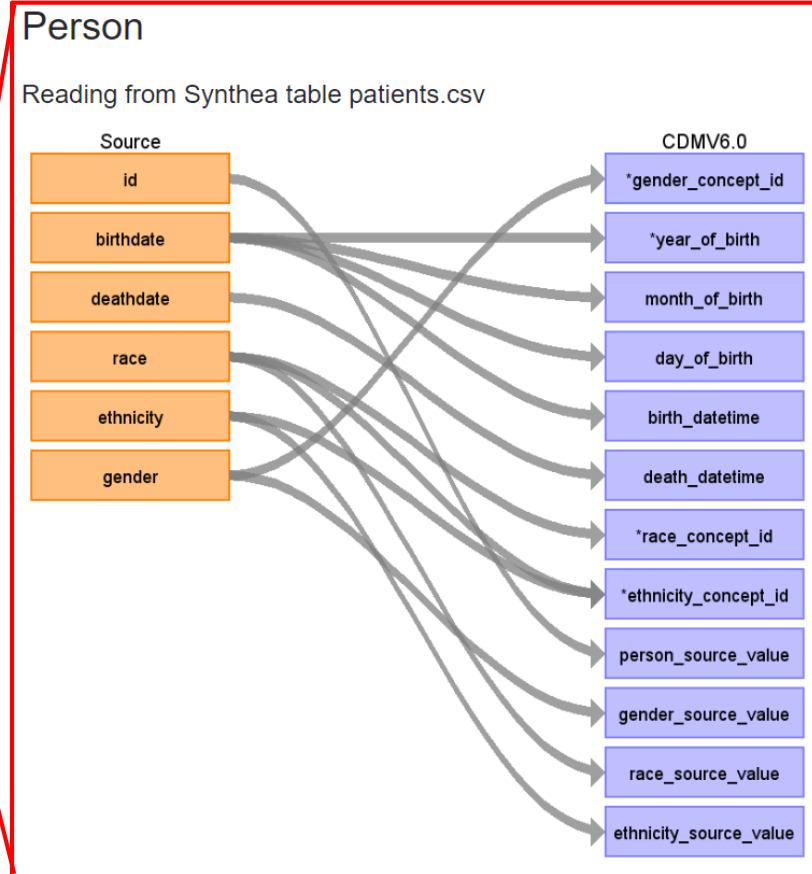 Person
Reading from Synthea table patients.csv
Source
CDMV6.0
id
*gender_concept_id
birthdate
*year_of_birth
deathdate
month_of_birth
race
day_of_birth
ethnicity
birth_datetime
gender
death_datetime
*race_concept_id
*ethnicity_concept_id
person_source_value
gender_source_value
race_source_value
ethnicity_source_value